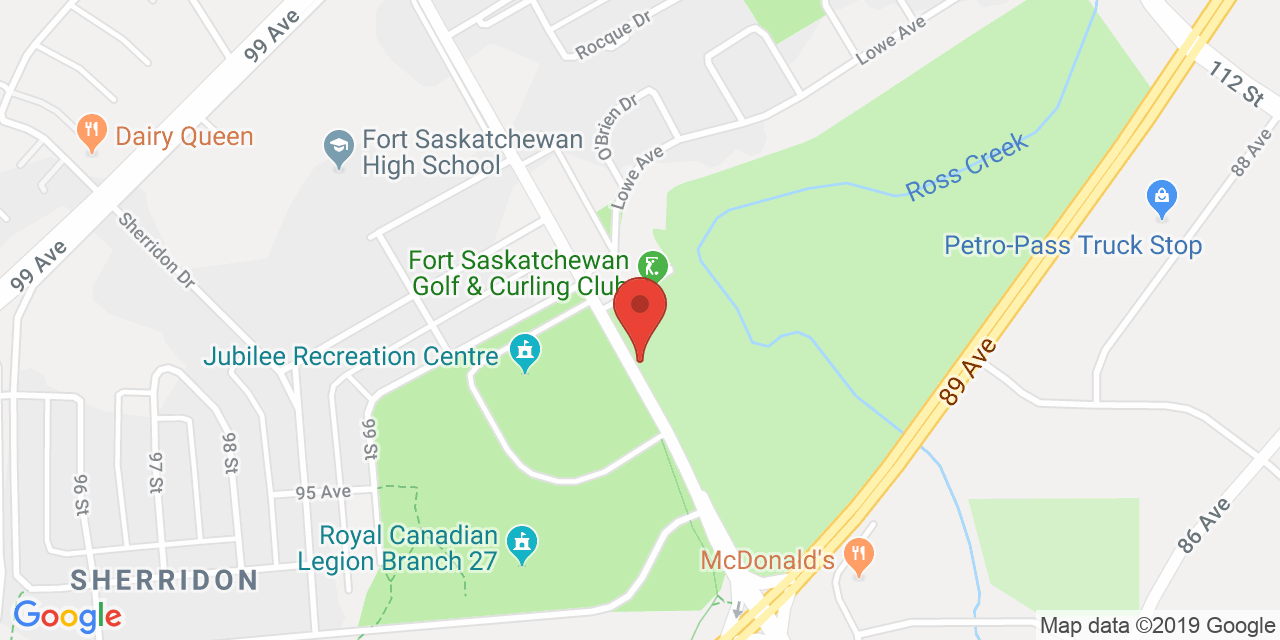 99 Ave
Rocque Dr
Lowe Ave
112 St
Dairy Queen
Fort Saskatchewan
High School
O'Brien Dr
Lowe Ave
Ross Creek
88 Ave
Sherridon Dr
99 Ave
Petro-Pass Truck Stop
Fort Saskatchewan
Golf & Curling Club
Jubilee Recreation Centre
89 Ave
99 St
98 St
97 St
96 St
95 Ave
86 Ave
Royal Canadian
Legion Branch 27
McDonald's
SHERRIDON
Google
Map data ©2019 Google